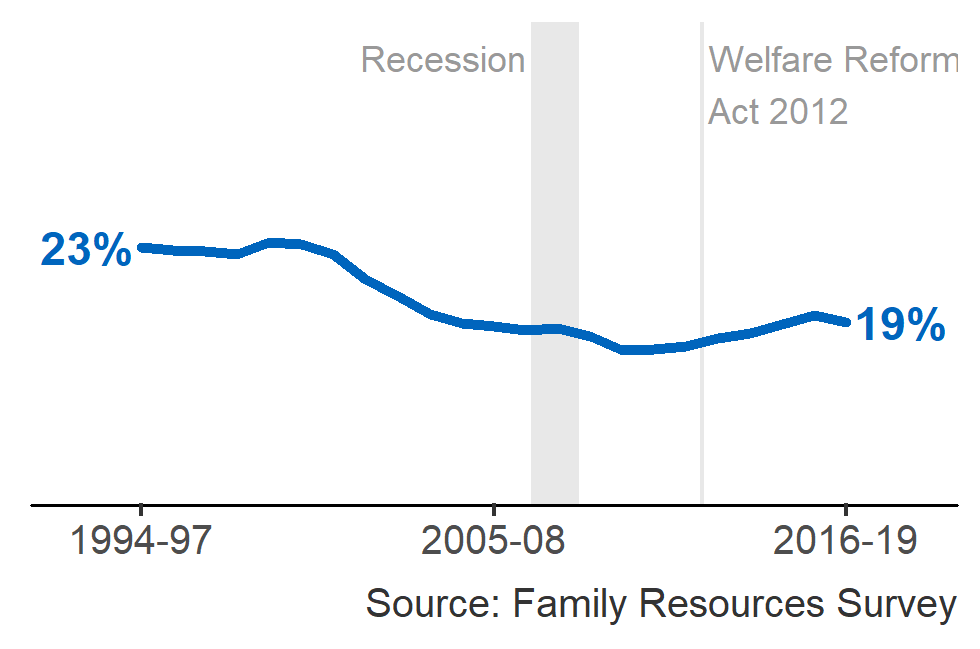 Recession
Welfare Reform
Act 2012
23%
19%
1994-97
2005-08
2016-19
Source: Family Resources Survey